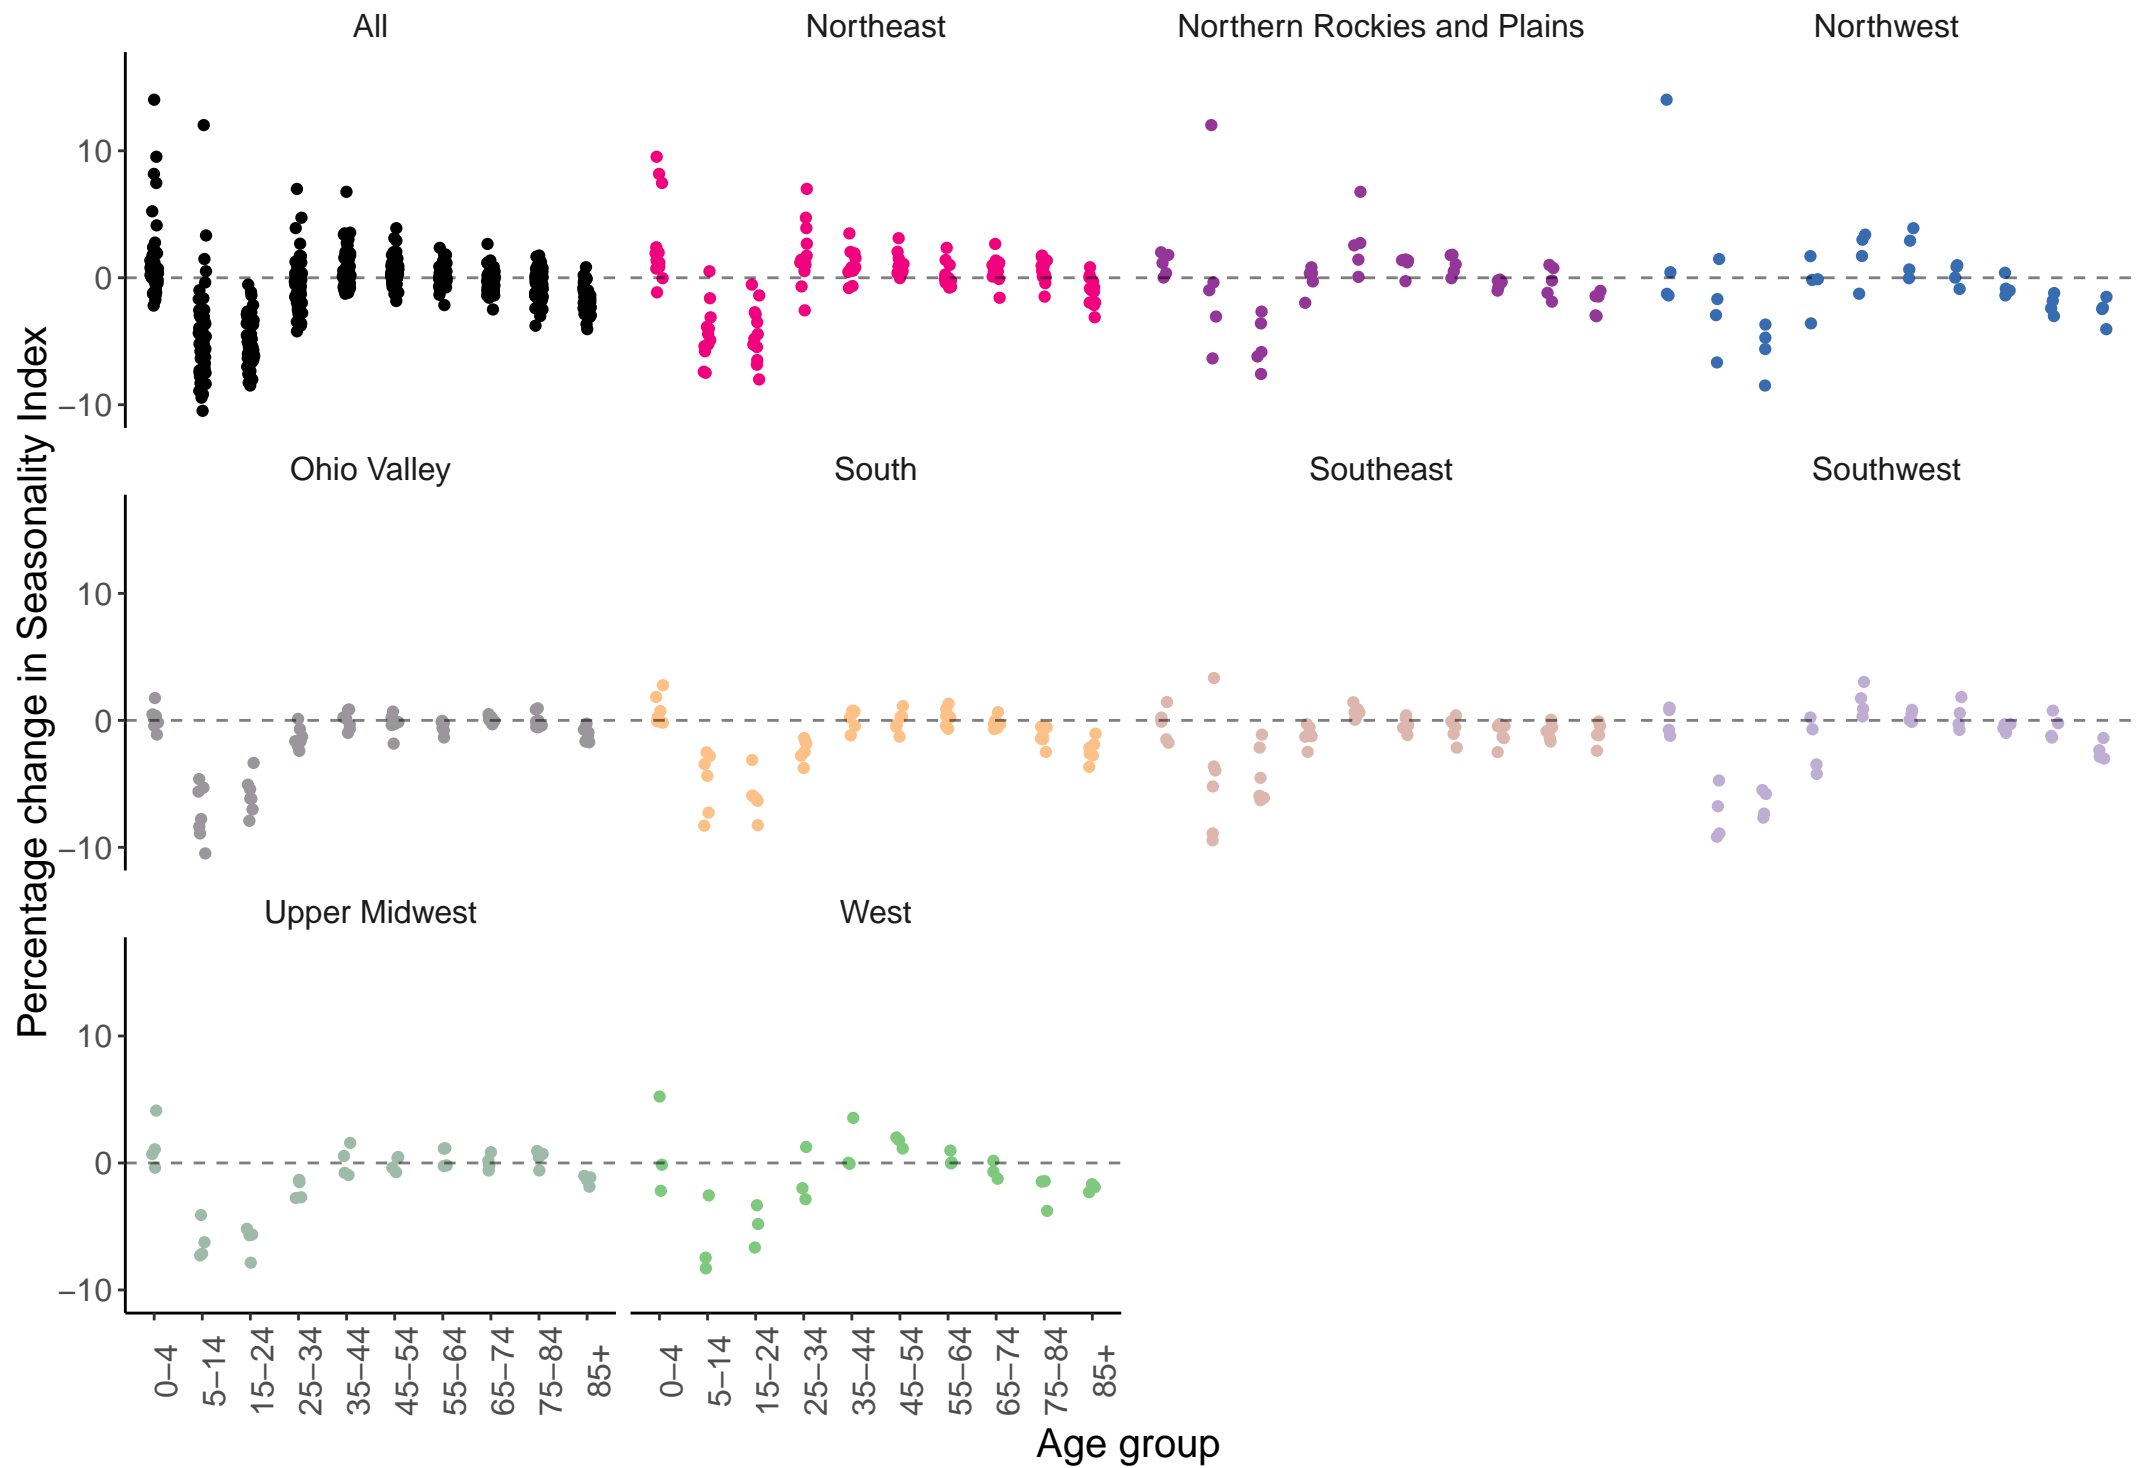 All
Northeast
Northern Rockies and Plains
Northwest
10
0
−10
Ohio Valley
South
Southeast
Southwest
10
0
−10
Upper Midwest
West
10
0
−10
Percentage change in Seasonality Index
0−4
5−14
15−24
25−34
35−44
45−54
55−64
65−74
75−84
85+
0−4
5−14
15−24
25−34
35−44
45−54
55−64
65−74
75−84
85+
Age group